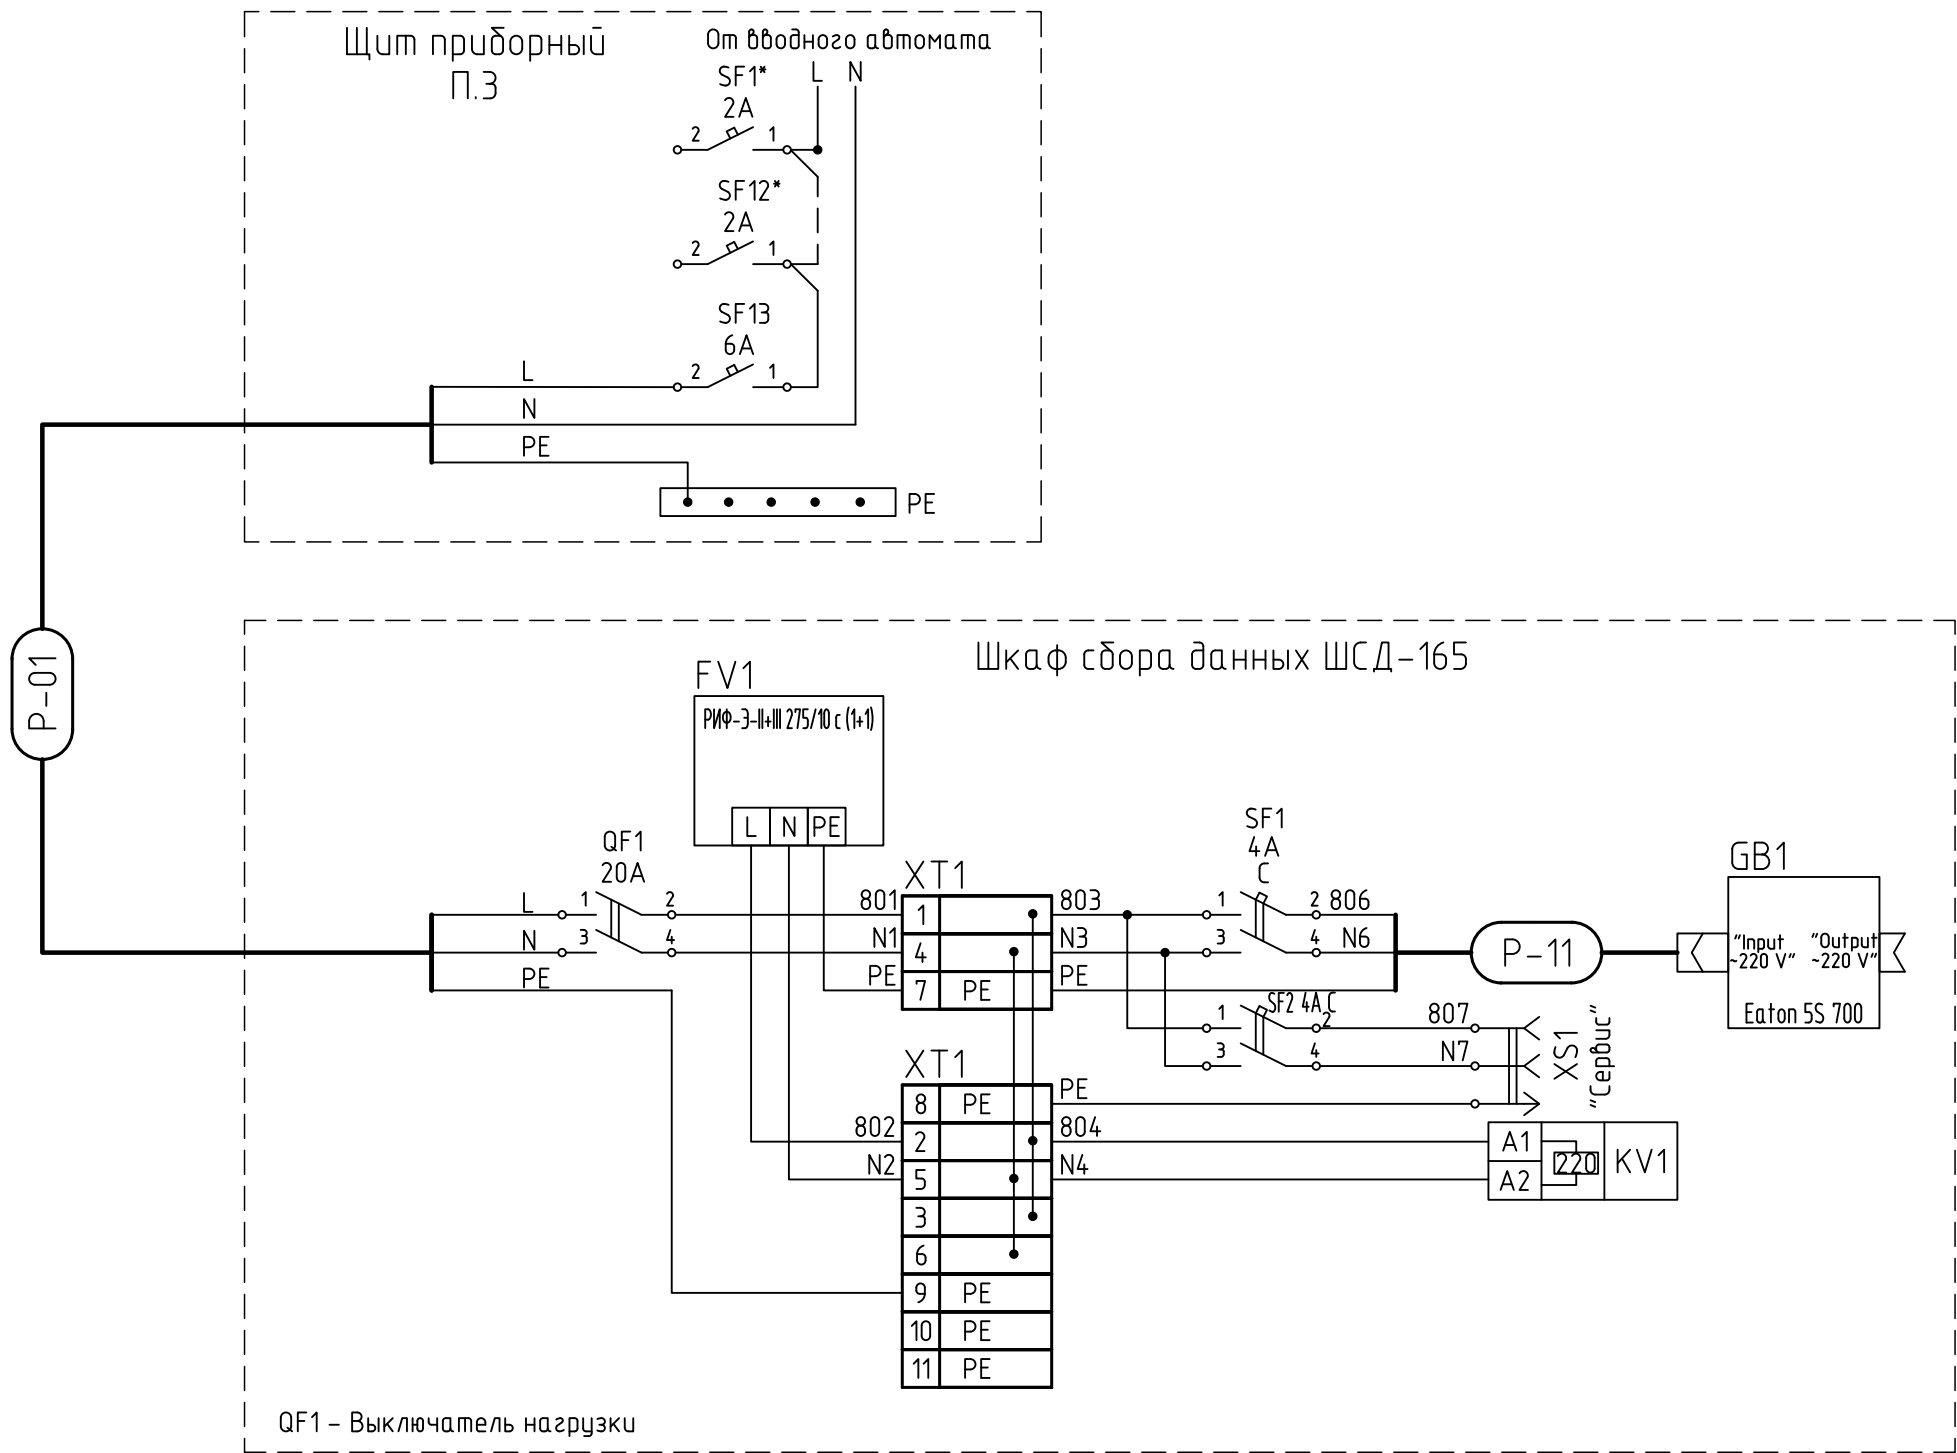 Щит приборный
П.3
От вводного автомата
L N
SF1*
2А
2 1
SF12*
2А
2 1
SF13
6А
2 1
L
N
PE
PE
Р-01
Шкаф сбора данных ШСД-165
FV1
РИФ-Э-II+III 275/10 с (1+1)
L N PE
QF1
20А
L 1 2 801
N 3 4 N1
PE
PE
XT1
1
4
7 PE
803
N3
PE
SF1
4А
С
1 2 806
3 4 N6
Р-11
GB1
"Input
~220 V"
"Output
~220 V"
Eaton 5S 700
SF2 4А С
1 2 807
3 4 N7
XS1
"Сервис"
XT1
8 PE
2
5
3
6
9 PE
10 PE
11 PE
802
N2
PE
804
N4
A1
A2
220
KV1
QF1 – Выключатель нагрузки